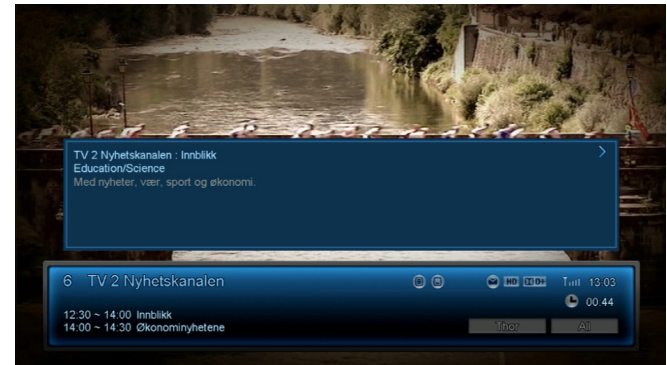 TV 2 Nyhetskanalen : Innblikk
Education/Science
Med nyheter, vær, sport og økonomi.
6 TV 2 Nyhetskanalen
HD
D+
13:03
00:44
12:30 ~ 14:00 Innblikk
14:00 ~ 14:30 Økonominyhetene
Thor
All